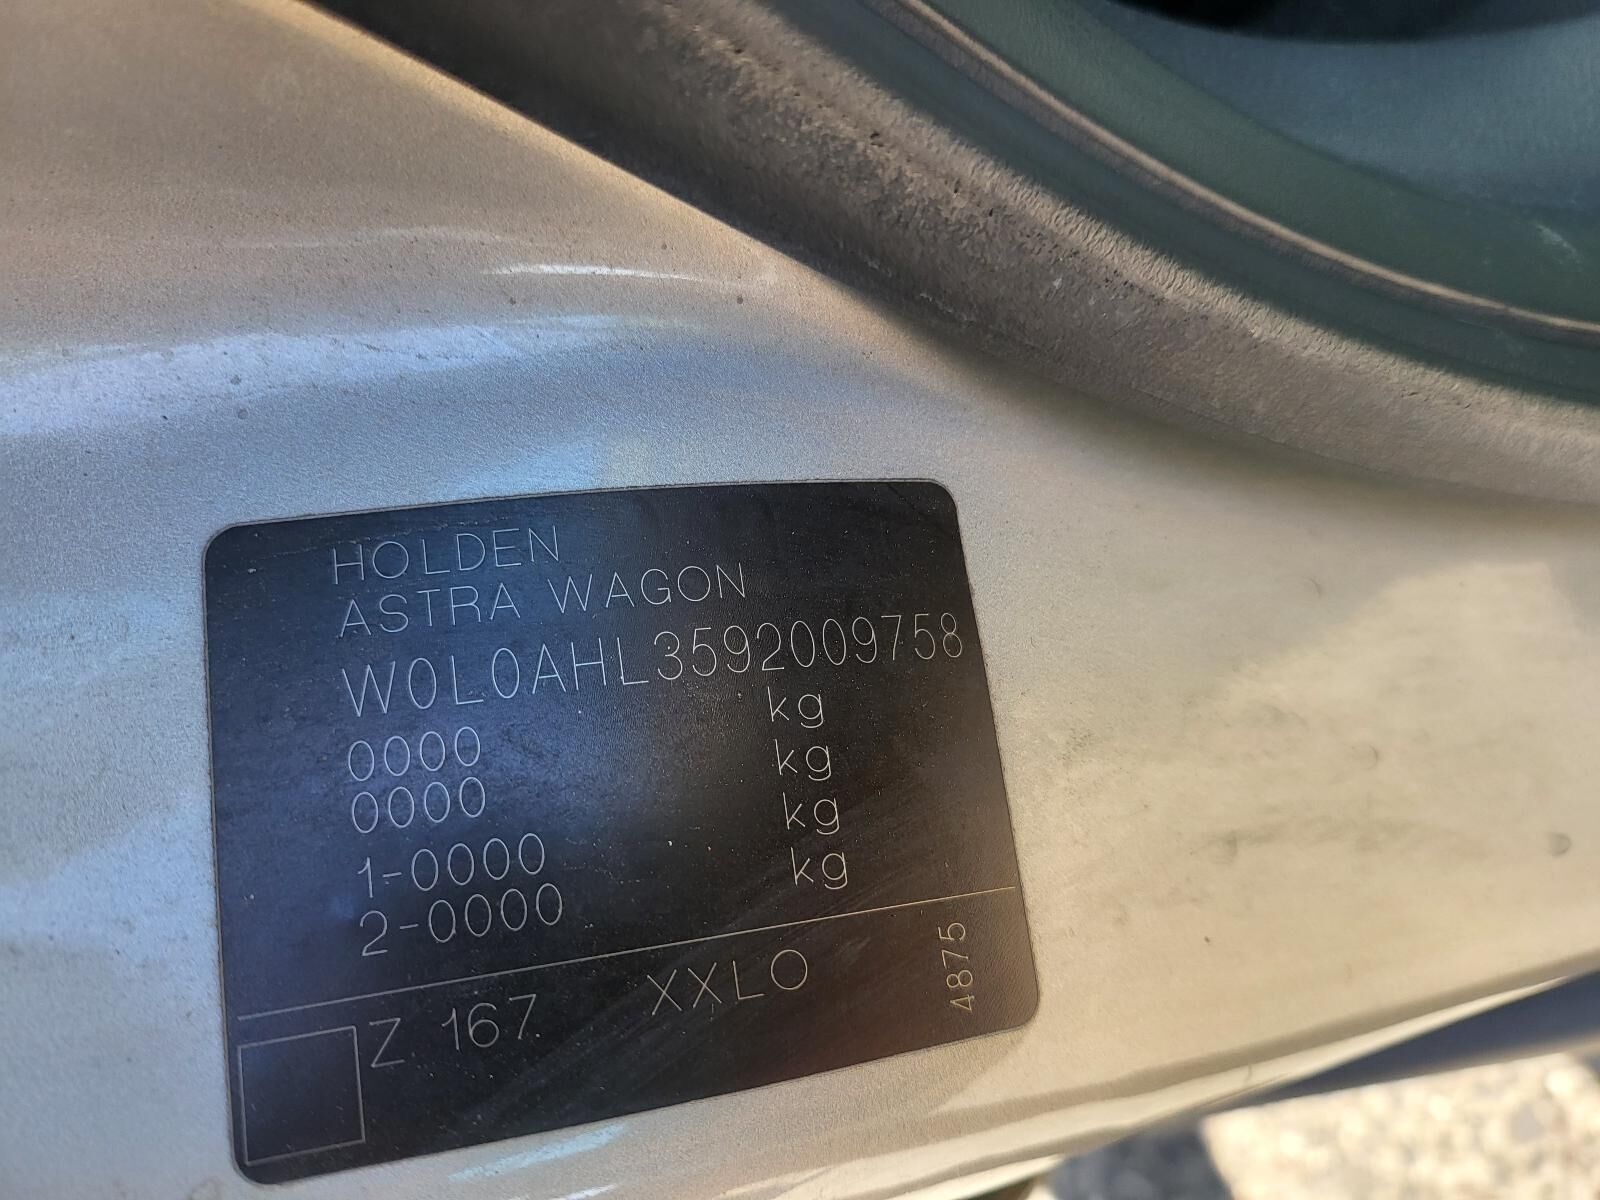 HOLDEN
ASTRA WAGON
W0L0AHL3592009758
0000 kg
0000 kg
1-0000 kg
2-0000 kg
Z 167 XXLO
4875